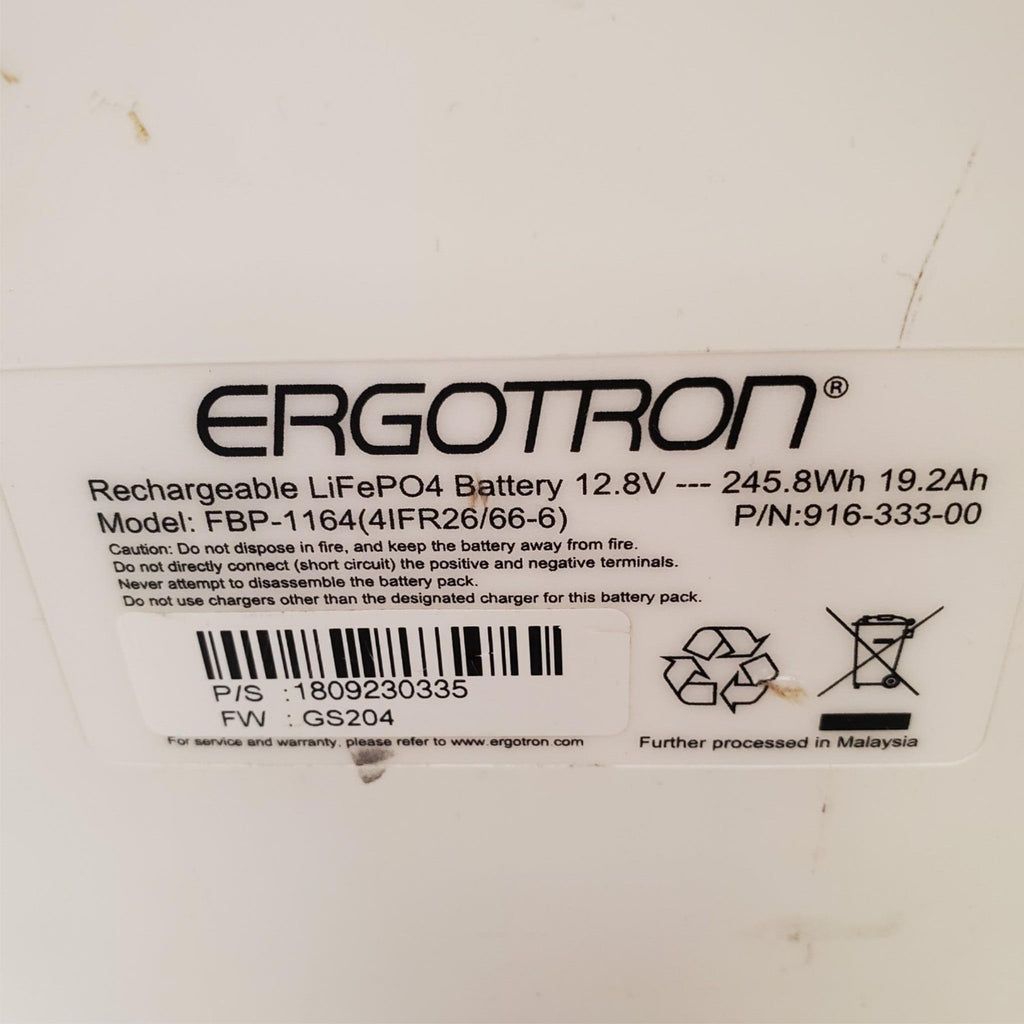 ERGOTRON®
Rechargeable LiFePO4 Battery 12.8V --- 245.8Wh 19.2Ah
Model: FBP-1164(4IFR26/66-6) P/N:916-333-00
Caution: Do not dispose in fire, and keep the battery away from fire.
Do not directly connect (short circuit) the positive and negative terminals.
Never attempt to disassemble the battery pack.
Do not use chargers other than the designated charger for this battery pack.
P/S :1809230335
FW : GS204
For service and warranty, please refer to www.ergotron.com
Further processed in Malaysia